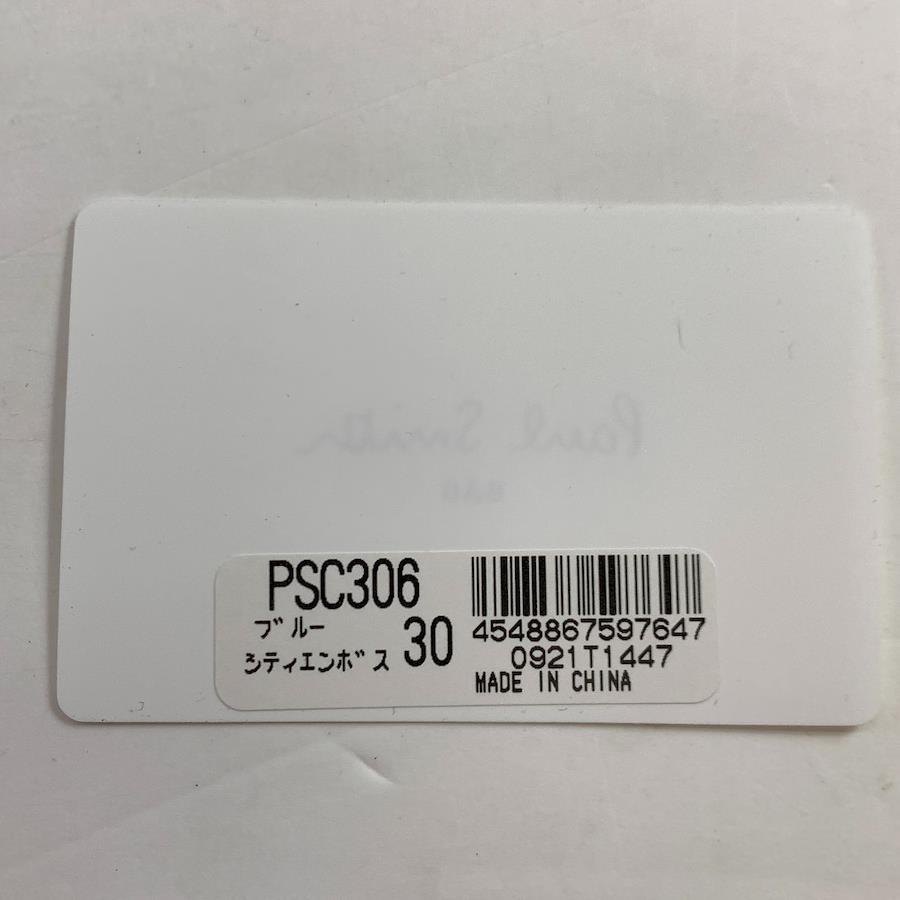 Paul Smith
BAG
PSC306
ブルー
シティエンボス 30
4548867597647
0921T1447
MADE IN CHINA